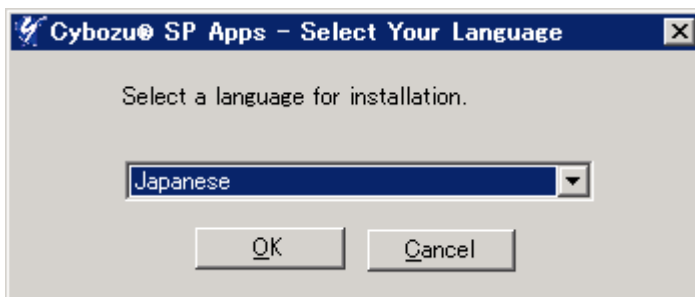 Cybozu® SP Apps - Select Your Language
Select a language for installation.
Japanese
OK
Cancel